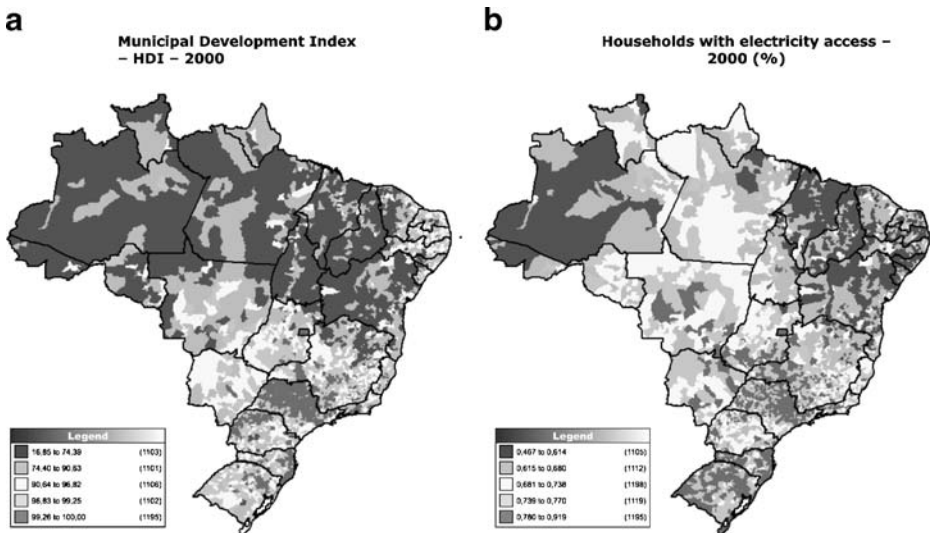 a
Municipal Development Index
– HDI – 2000
Legend
16,85 to 74,39 (1103)
74,40 to 90,63 (1101)
90,64 to 96,82 (1106)
96,83 to 99,25 (1102)
99,26 to 100,00 (1195)
b
Households with electricity access –
2000 (%)
Legend
0,467 to 0,614 (1105)
0,615 to 0,680 (1112)
0,681 to 0,738 (1198)
0,739 to 0,770 (1119)
0,780 to 0,919 (1195)